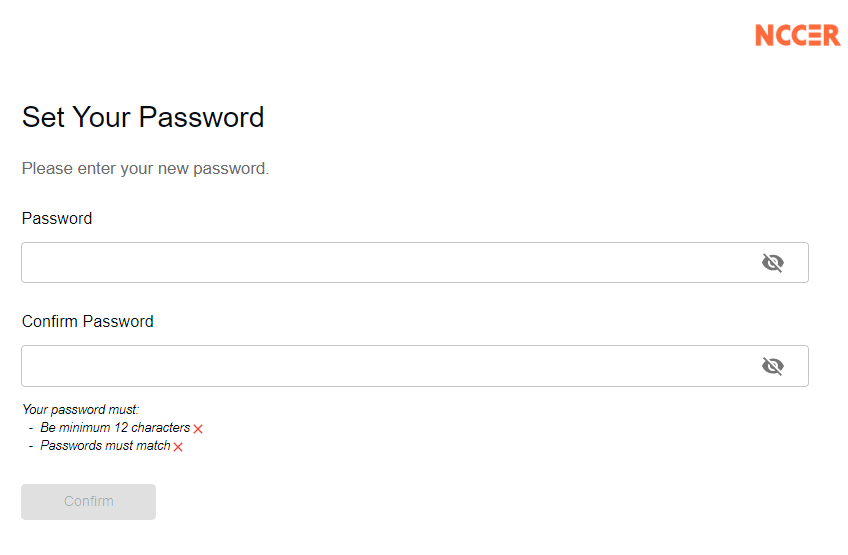 NCCER
Set Your Password
Please enter your new password.
Password
Confirm Password
Your password must:
- Be minimum 12 characters
- Passwords must match
Confirm